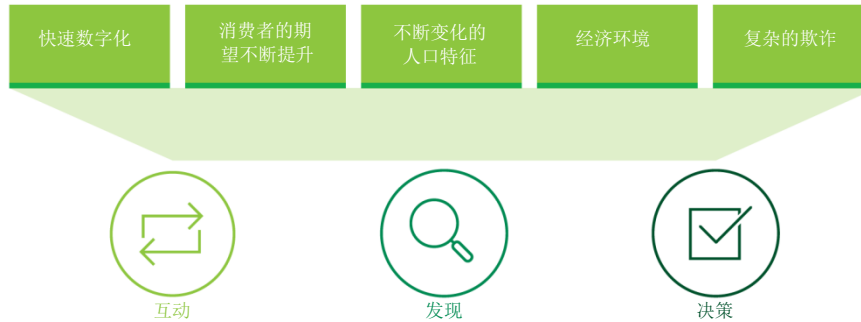 快速数字化
消费者的期
望不断提升
不断变化的
人口特征
经济环境
复杂的欺诈
互动
发现
决策